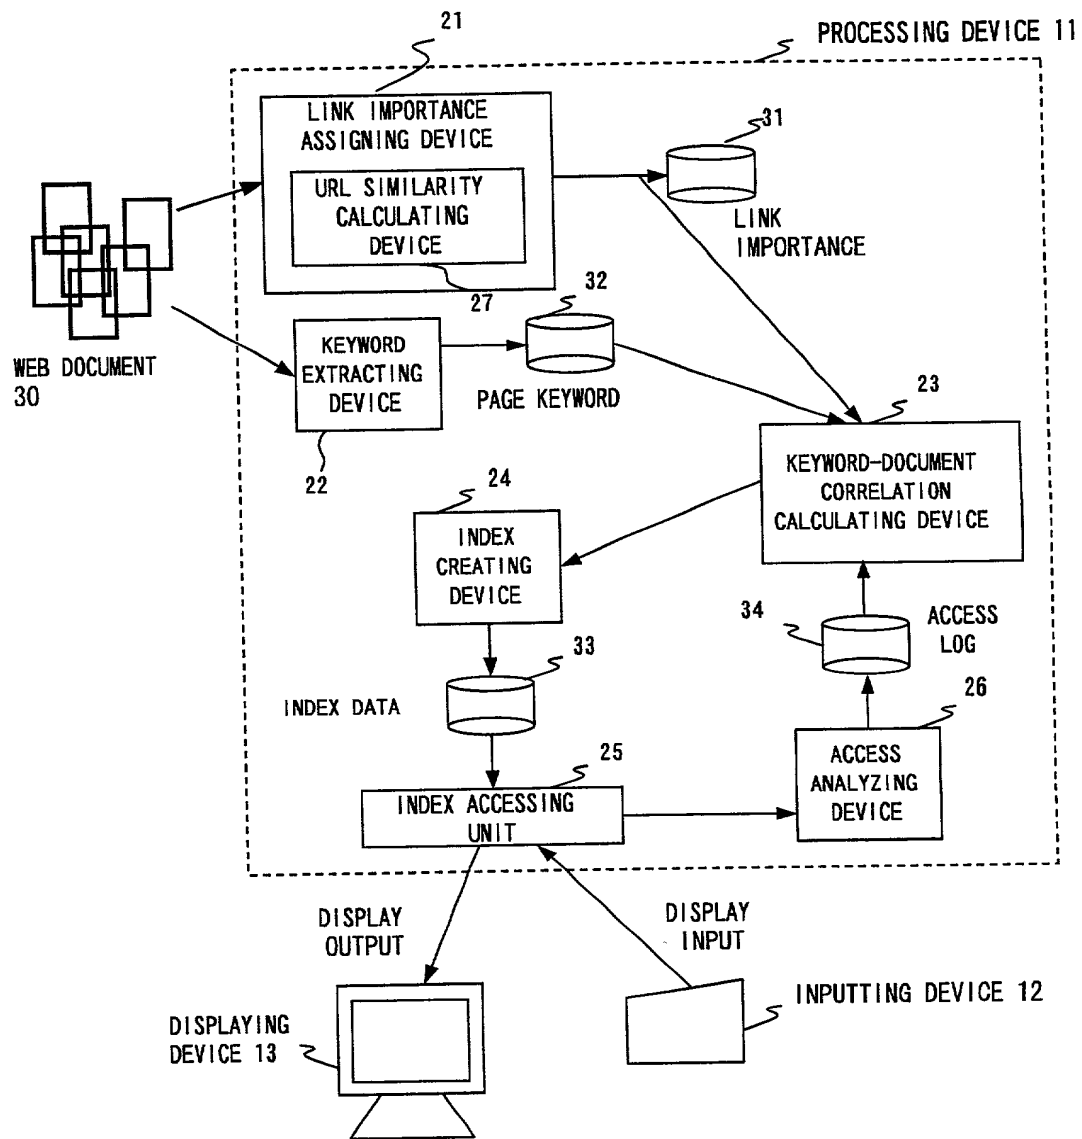 21
PROCESSING DEVICE 11
LINK IMPORTANCE
ASSIGNING DEVICE
31
URL SIMILARITY
CALCULATING
DEVICE
LINK
IMPORTANCE
27
32
WEB DOCUMENT
30
KEYWORD
EXTRACTING
DEVICE
PAGE KEYWORD
23
22
24
KEYWORD-DOCUMENT
CORRELATION
CALCULATING DEVICE
INDEX
CREATING
DEVICE
34
ACCESS
LOG
33
INDEX DATA
26
25
ACCESS
ANALYZING
DEVICE
INDEX ACCESSING
UNIT
DISPLAY
OUTPUT
DISPLAY
INPUT
INPUTTING DEVICE 12
DISPLAYING
DEVICE 13